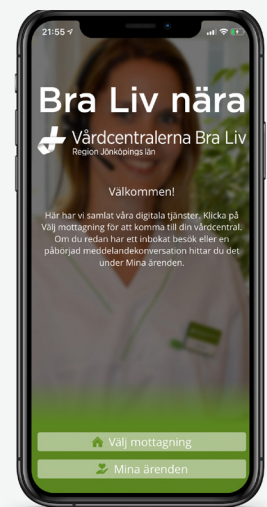 21:55
Bra Liv nära
Vårdcentralerna Bra Liv
Region Jönköpings län
Välkommen!
Här har vi samlat våra digitala tjänster. Klicka på
Välj mottagning för att komma till din vårdcentral.
Om du redan har ett inbokat besök eller en
påbörjad meddelandekonversation hittar du det
under Mina ärenden.
Välj mottagning
Mina ärenden